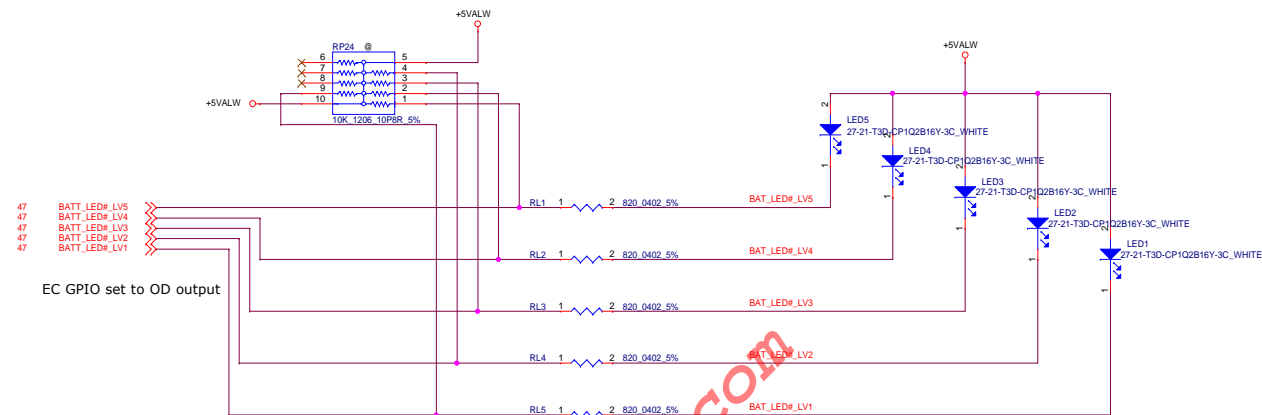 +5VALW
RP24 @
6 5
7 4
8 3
9 2
10 1
+5VALW
10K_1206_10P8R_5%
+5VALW
2
LED5
27-21-T3D-CP1Q2B16Y-3C_WHITE
1
2
LED4
27-21-T3D-CP1Q2B16Y-3C_WHITE
1
2
LED3
27-21-T3D-CP1Q2B16Y-3C_WHITE
1
2
LED2
27-21-T3D-CP1Q2B16Y-3C_WHITE
1
2
LED1
27-21-T3D-CP1Q2B16Y-3C_WHITE
1
47 BATT_LED#_LV5
47 BATT_LED#_LV4
47 BATT_LED#_LV3
47 BATT_LED#_LV2
47 BATT_LED#_LV1
EC GPIO set to OD output
RL1 1 2 820_0402_5% BAT_LED#_LV5
RL2 1 2 820_0402_5% BAT_LED#_LV4
RL3 1 2 820_0402_5% BAT_LED#_LV3
RL4 1 2 820_0402_5% BAT_LED#_LV2
RL5 1 2 820_0402_5% BAT_LED#_LV1
com